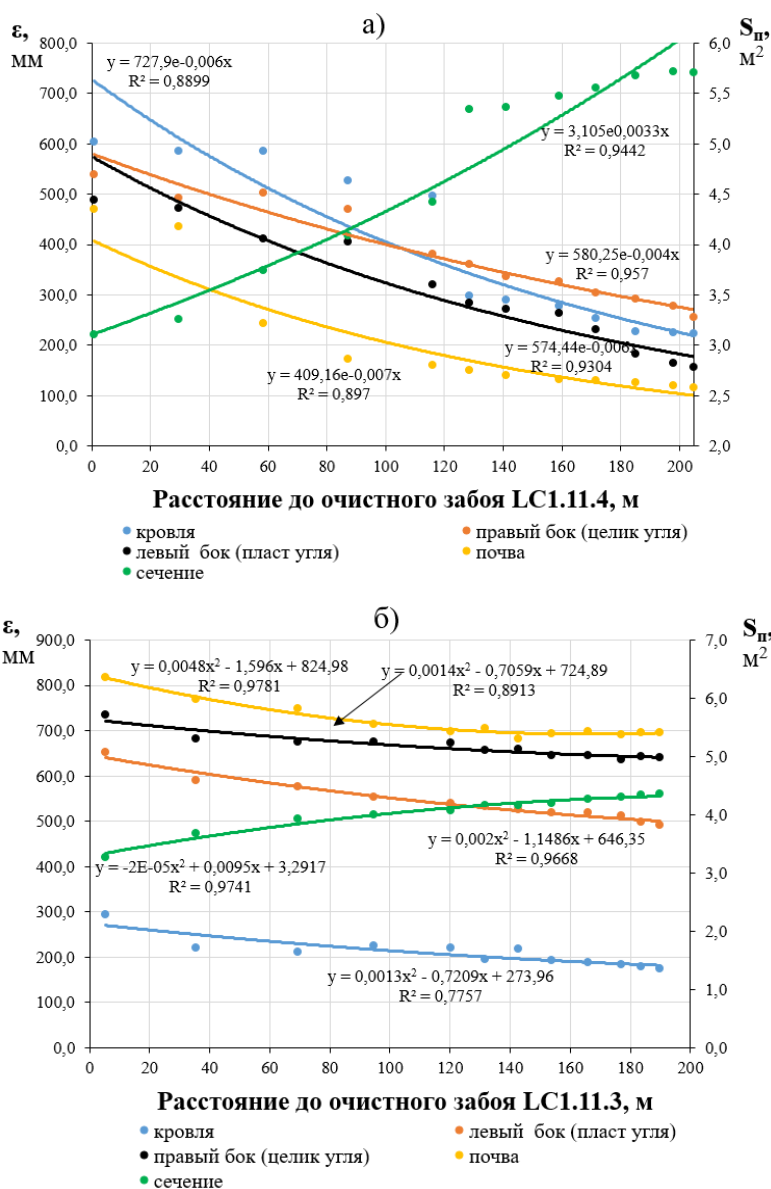 а)
ε,
мм
Sп,
м²
800,0
700,0
600,0
500,0
400,0
300,0
200,0
100,0
0,0
6,0
5,5
5,0
4,5
4,0
3,5
3,0
2,5
2,0
y = 727,9e-0,006x
R² = 0,8899
y = 3,105e0,0033x
R² = 0,9442
y = 580,25e-0,004x
R² = 0,957
y = 574,44e-0,006x
R² = 0,9304
y = 409,16e-0,007x
R² = 0,897
0 20 40 60 80 100 120 140 160 180 200
Расстояние до очистного забоя LC1.11.4, м
кровля правый бок (целик угля)
левый бок (пласт угля) почва
сечение
б)
ε,
мм
Sп,
м²
900,0
800,0
700,0
600,0
500,0
400,0
300,0
200,0
100,0
0,0
7,0
6,0
5,0
4,0
3,0
2,0
1,0
0,0
y = 0,0048x² - 1,596x + 824,98
R² = 0,9781
y = 0,0014x² - 0,7059x + 724,89
R² = 0,8913
y = 0,002x² - 1,1486x + 646,35
R² = 0,9668
y = -2E-05x² + 0,0095x + 3,2917
R² = 0,9741
y = 0,0013x² - 0,7209x + 273,96
R² = 0,7757
0 20 40 60 80 100 120 140 160 180 200
Расстояние до очистного забоя LC1.11.3, м
кровля левый бок (пласт угля)
правый бок (целик угля) почва
сечение